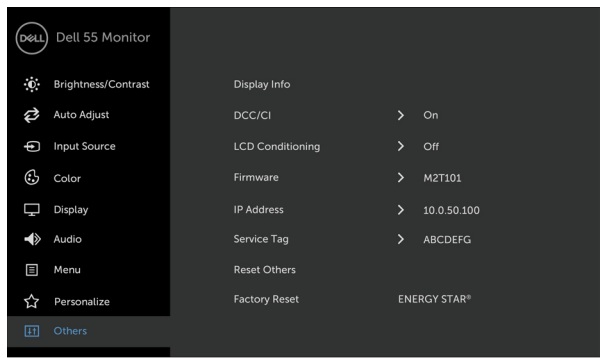 DELL Dell 55 Monitor
Brightness/Contrast
Auto Adjust
Input Source
Color
Display
Audio
Menu
Personalize
Others
Display Info
DCC/CI > On
LCD Conditioning > Off
Firmware > M2T101
IP Address > 10.0.50.100
Service Tag > ABCDEFG
Reset Others
Factory Reset ENERGY STAR®